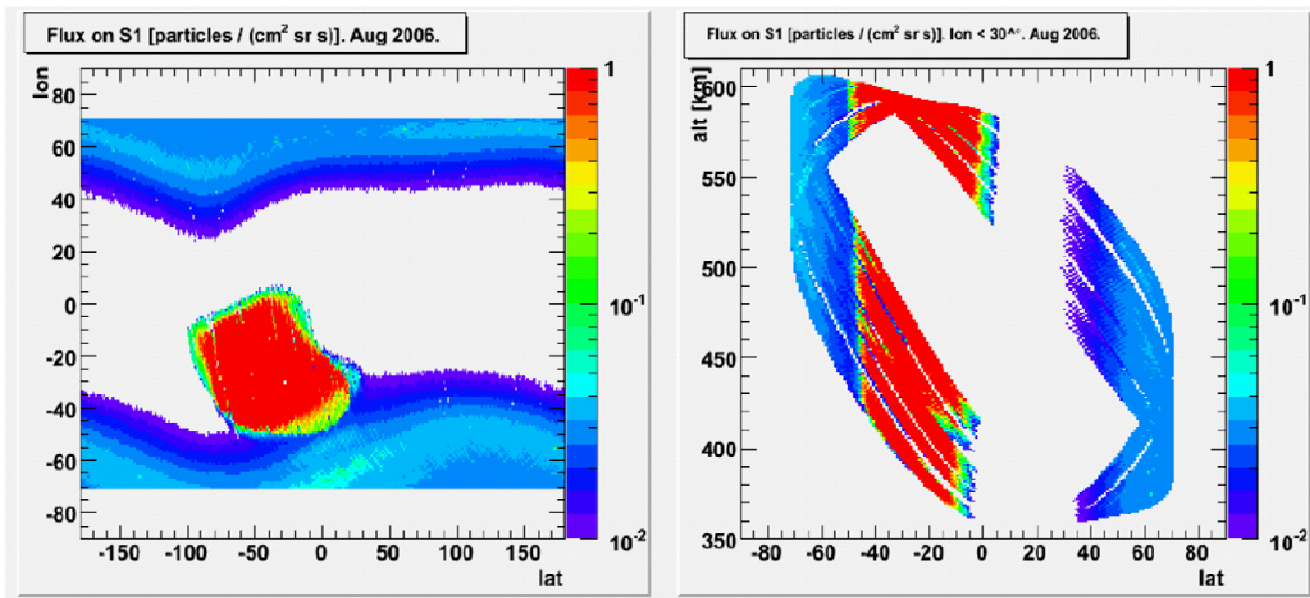 Flux on S1 [particles / (cm² sr s)]. Aug 2006.
lon
80
60
40
20
0
-20
-40
-60
-80
-150 -100 -50 0 50 100 150
lat
1
10⁻¹
10⁻²
Flux on S1 [particles / (cm² sr s)]. lon < 30^^°. Aug 2006.
alt [km]
600
550
500
450
400
350
-80 -60 -40 -20 0 20 40 60 80
lat
1
10⁻¹
10⁻²